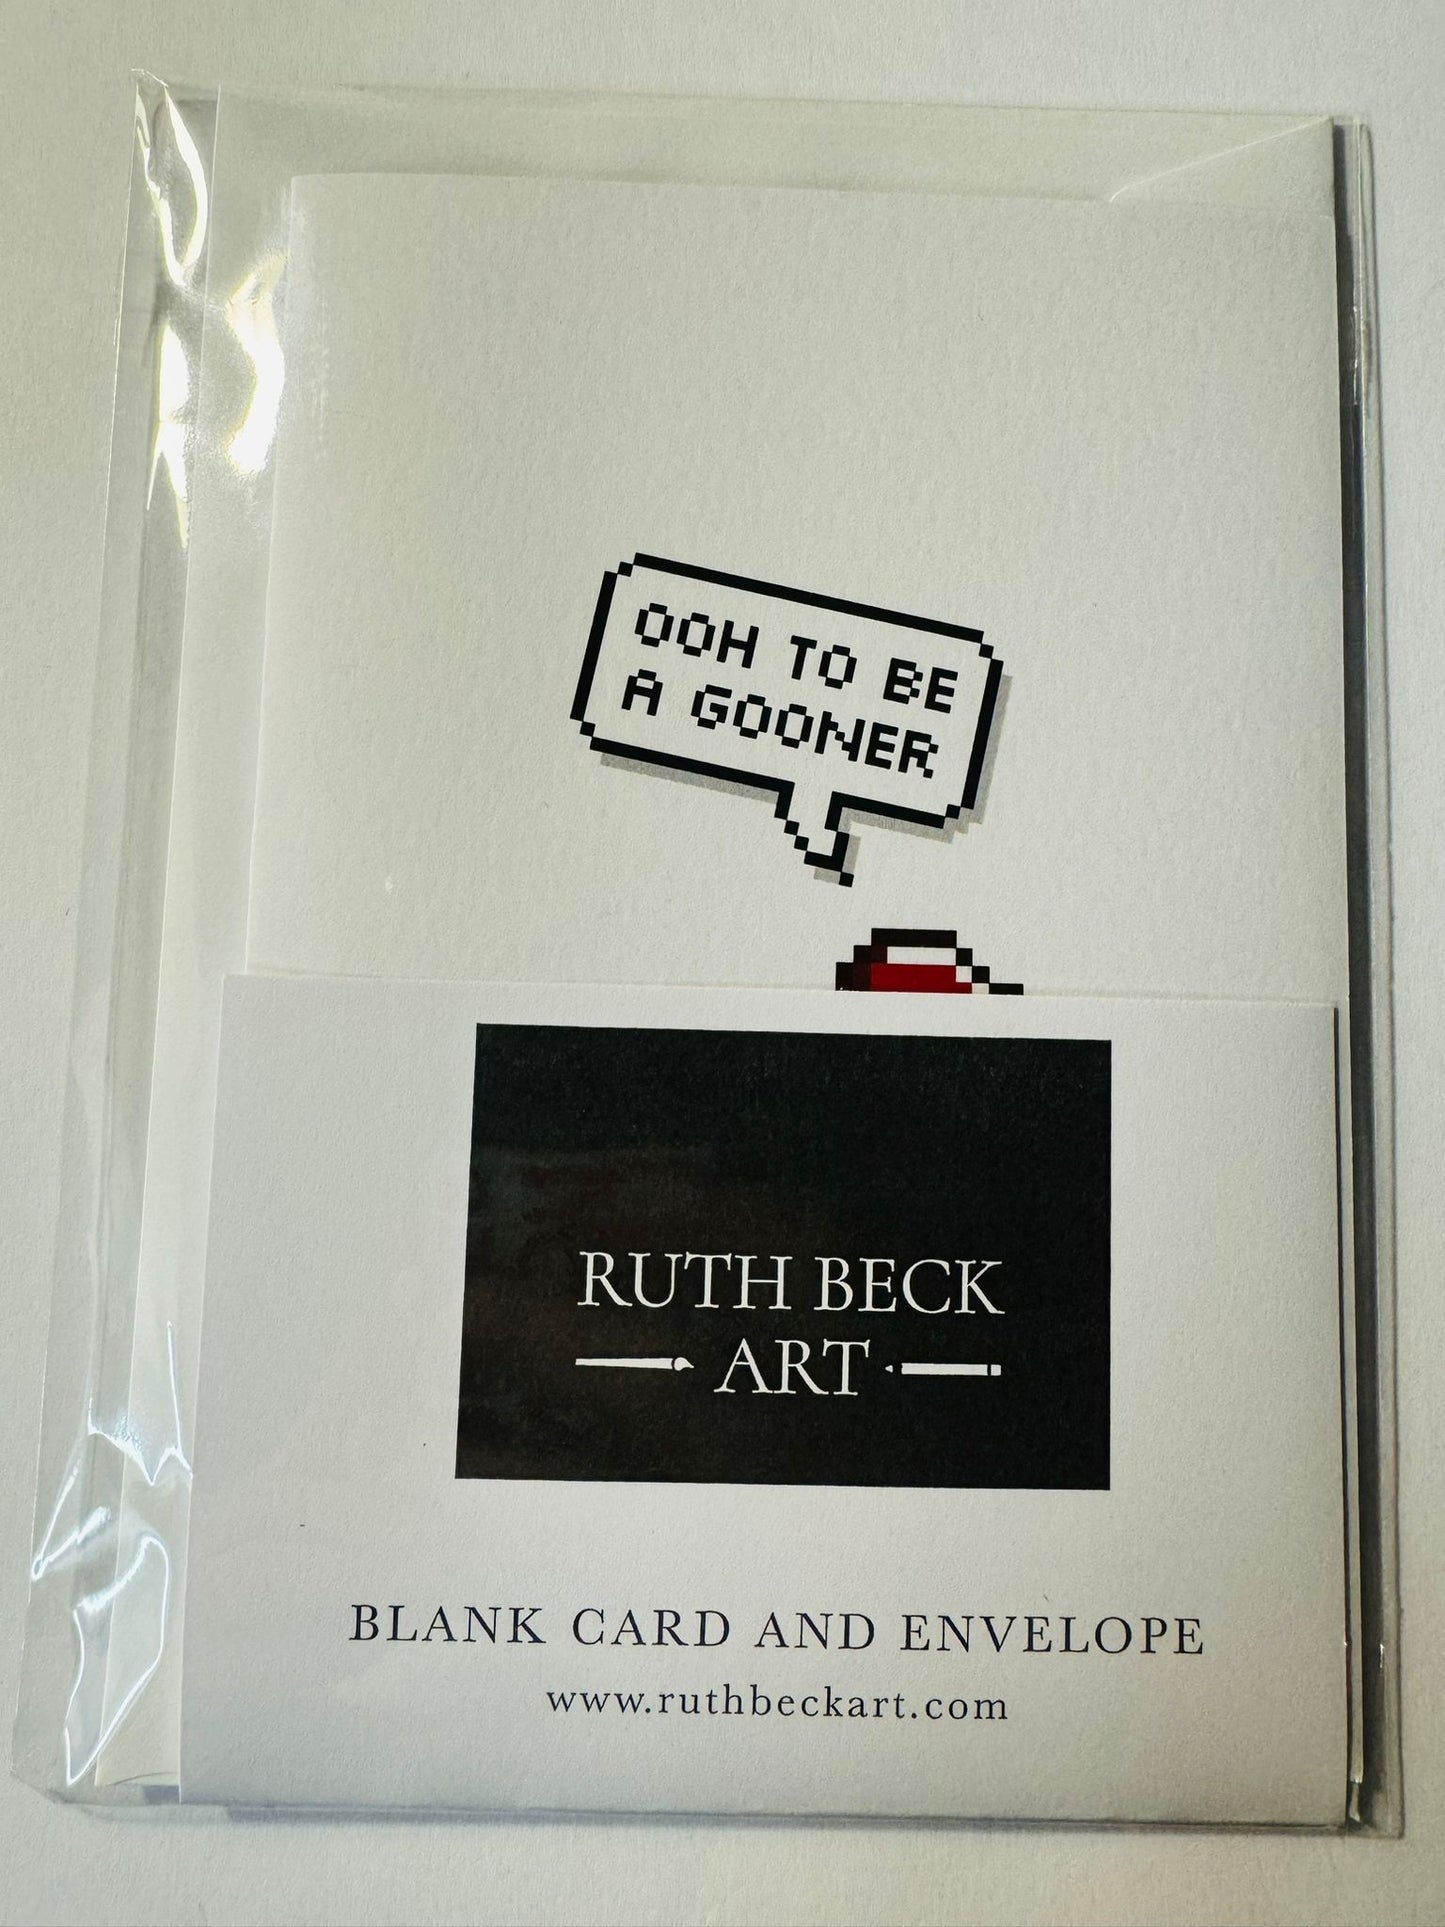 OOH TO BE
A GOONER
RUTH BECK
ART
BLANK CARD AND ENVELOPE
www.ruthbeckart.com